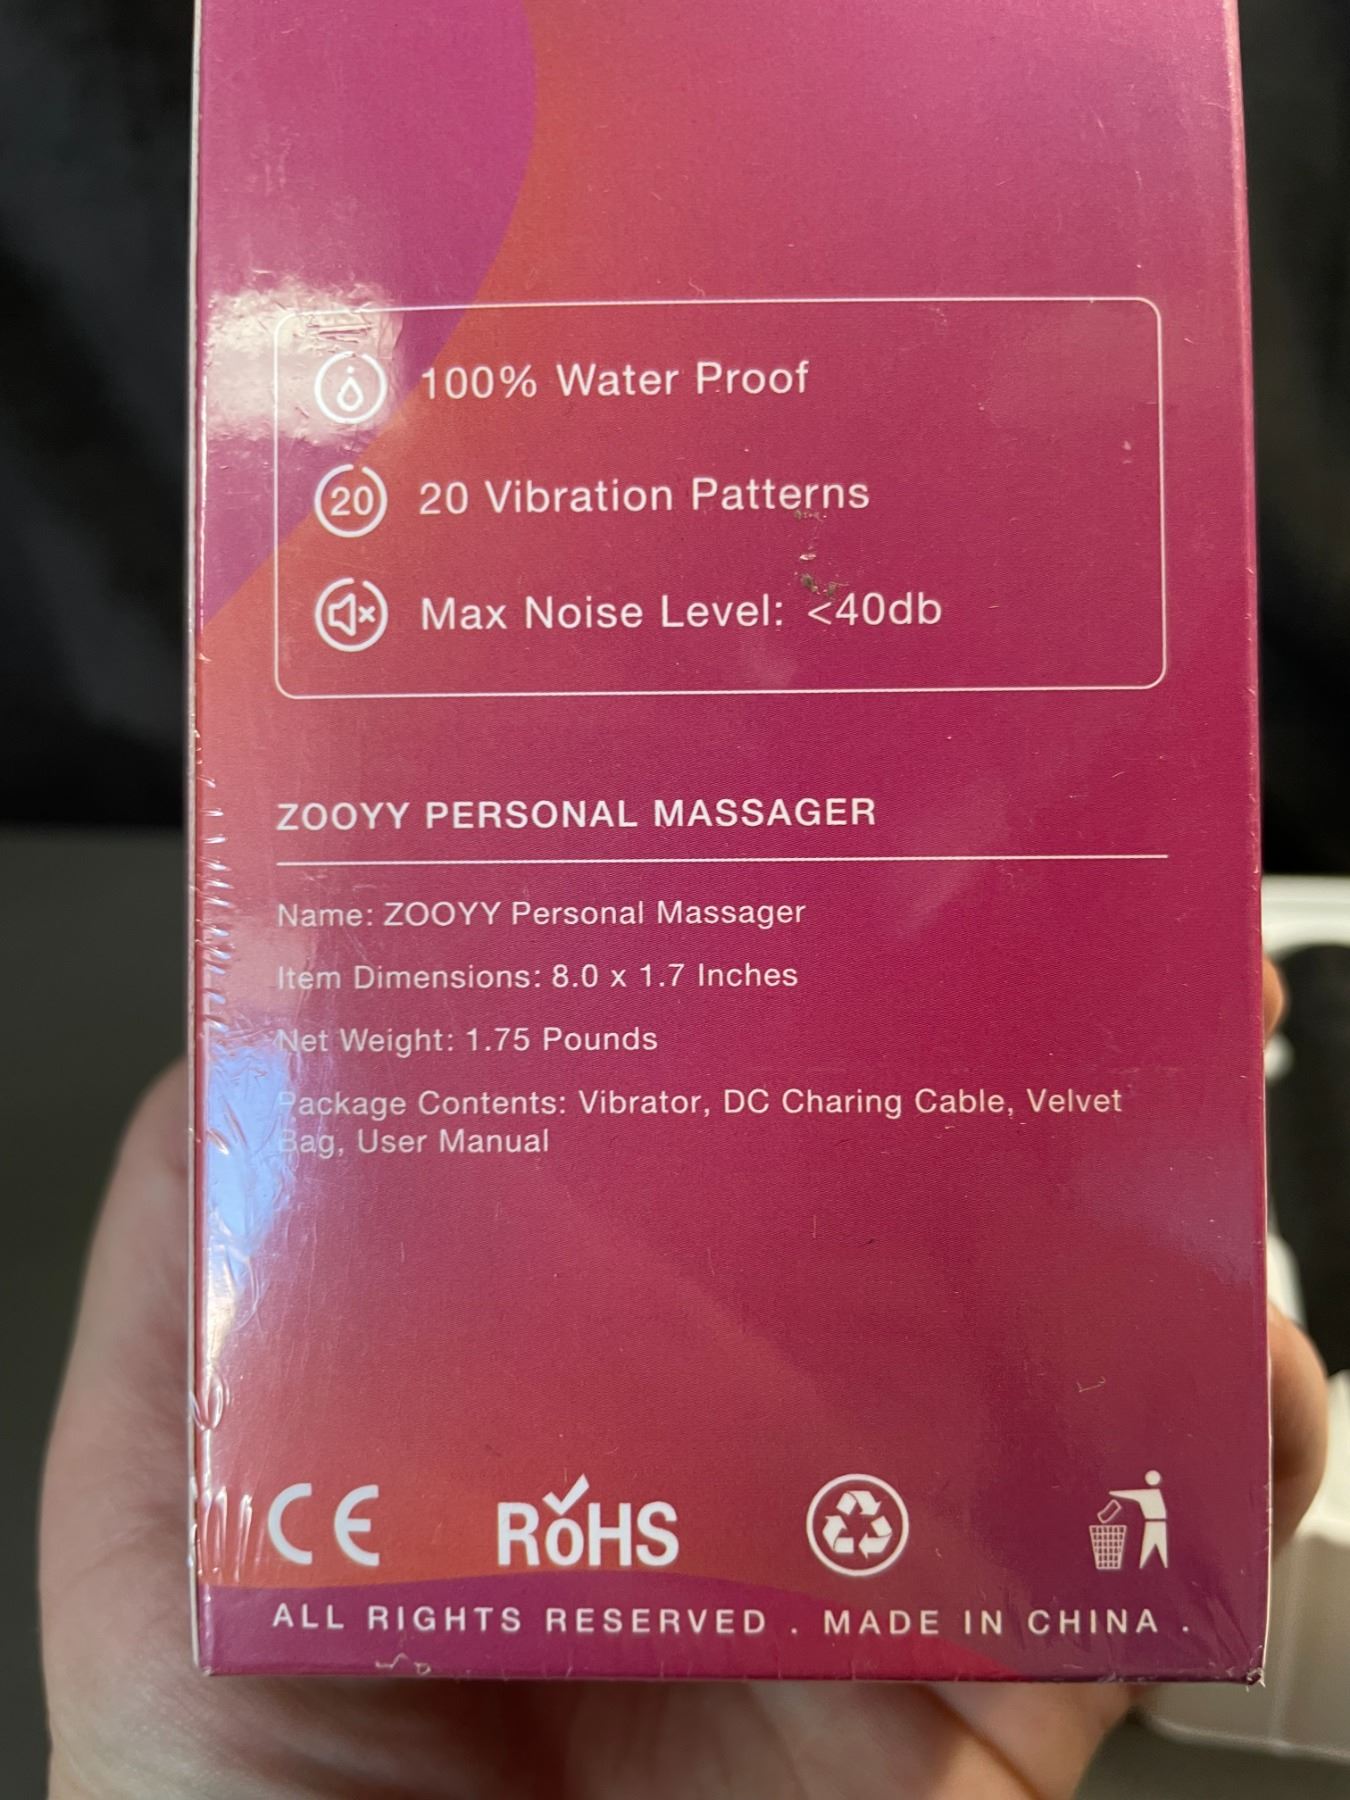 100% Water Proof
20 20 Vibration Patterns
Max Noise Level: <40db
ZOOYY PERSONAL MASSAGER
Name: ZOOYY Personal Massager
Item Dimensions: 8.0 x 1.7 Inches
Net Weight: 1.75 Pounds
Package Contents: Vibrator, DC Charing Cable, Velvet
Bag, User Manual
CE RoHS
ALL RIGHTS RESERVED . MADE IN CHINA .